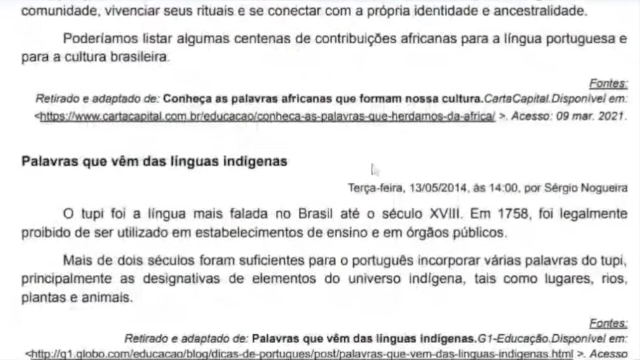 comunidade, vivenciar seus rituais e se conectar com a própria identidade e ancestralidade.
Poderíamos listar algumas centenas de contribuições africanas para a língua portuguesa e
para a cultura brasileira.
Fontes:
Retirado e adaptado de: Conheça as palavras africanas que formam nossa cultura.CartaCapital.Disponível em:
<https://www.cartacapital.com.br/educacao/conheca-as-palavras-que-herdamos-da-africa/ >. Acesso: 09 mar. 2021.
Palavras que vêm das línguas indígenas
Terça-feira, 13/05/2014, às 14:00, por Sérgio Nogueira
O tupi foi a língua mais falada no Brasil até o século XVIII. Em 1758, foi legalmente
proibido de ser utilizado em estabelecimentos de ensino e em órgãos públicos.
Mais de dois séculos foram suficientes para o português incorporar várias palavras do tupi,
principalmente as designativas de elementos do universo indígena, tais como lugares, rios,
plantas e animais.
Fontes:
Retirado e adaptado de: Palavras que vêm das línguas indígenas.G1-Educação.Disponível em:
<http://g1.globo.com/educacao/blog/dicas-de-portugues/post/palavras-que-vem-das-linguas-indigenas.html >. Acesso